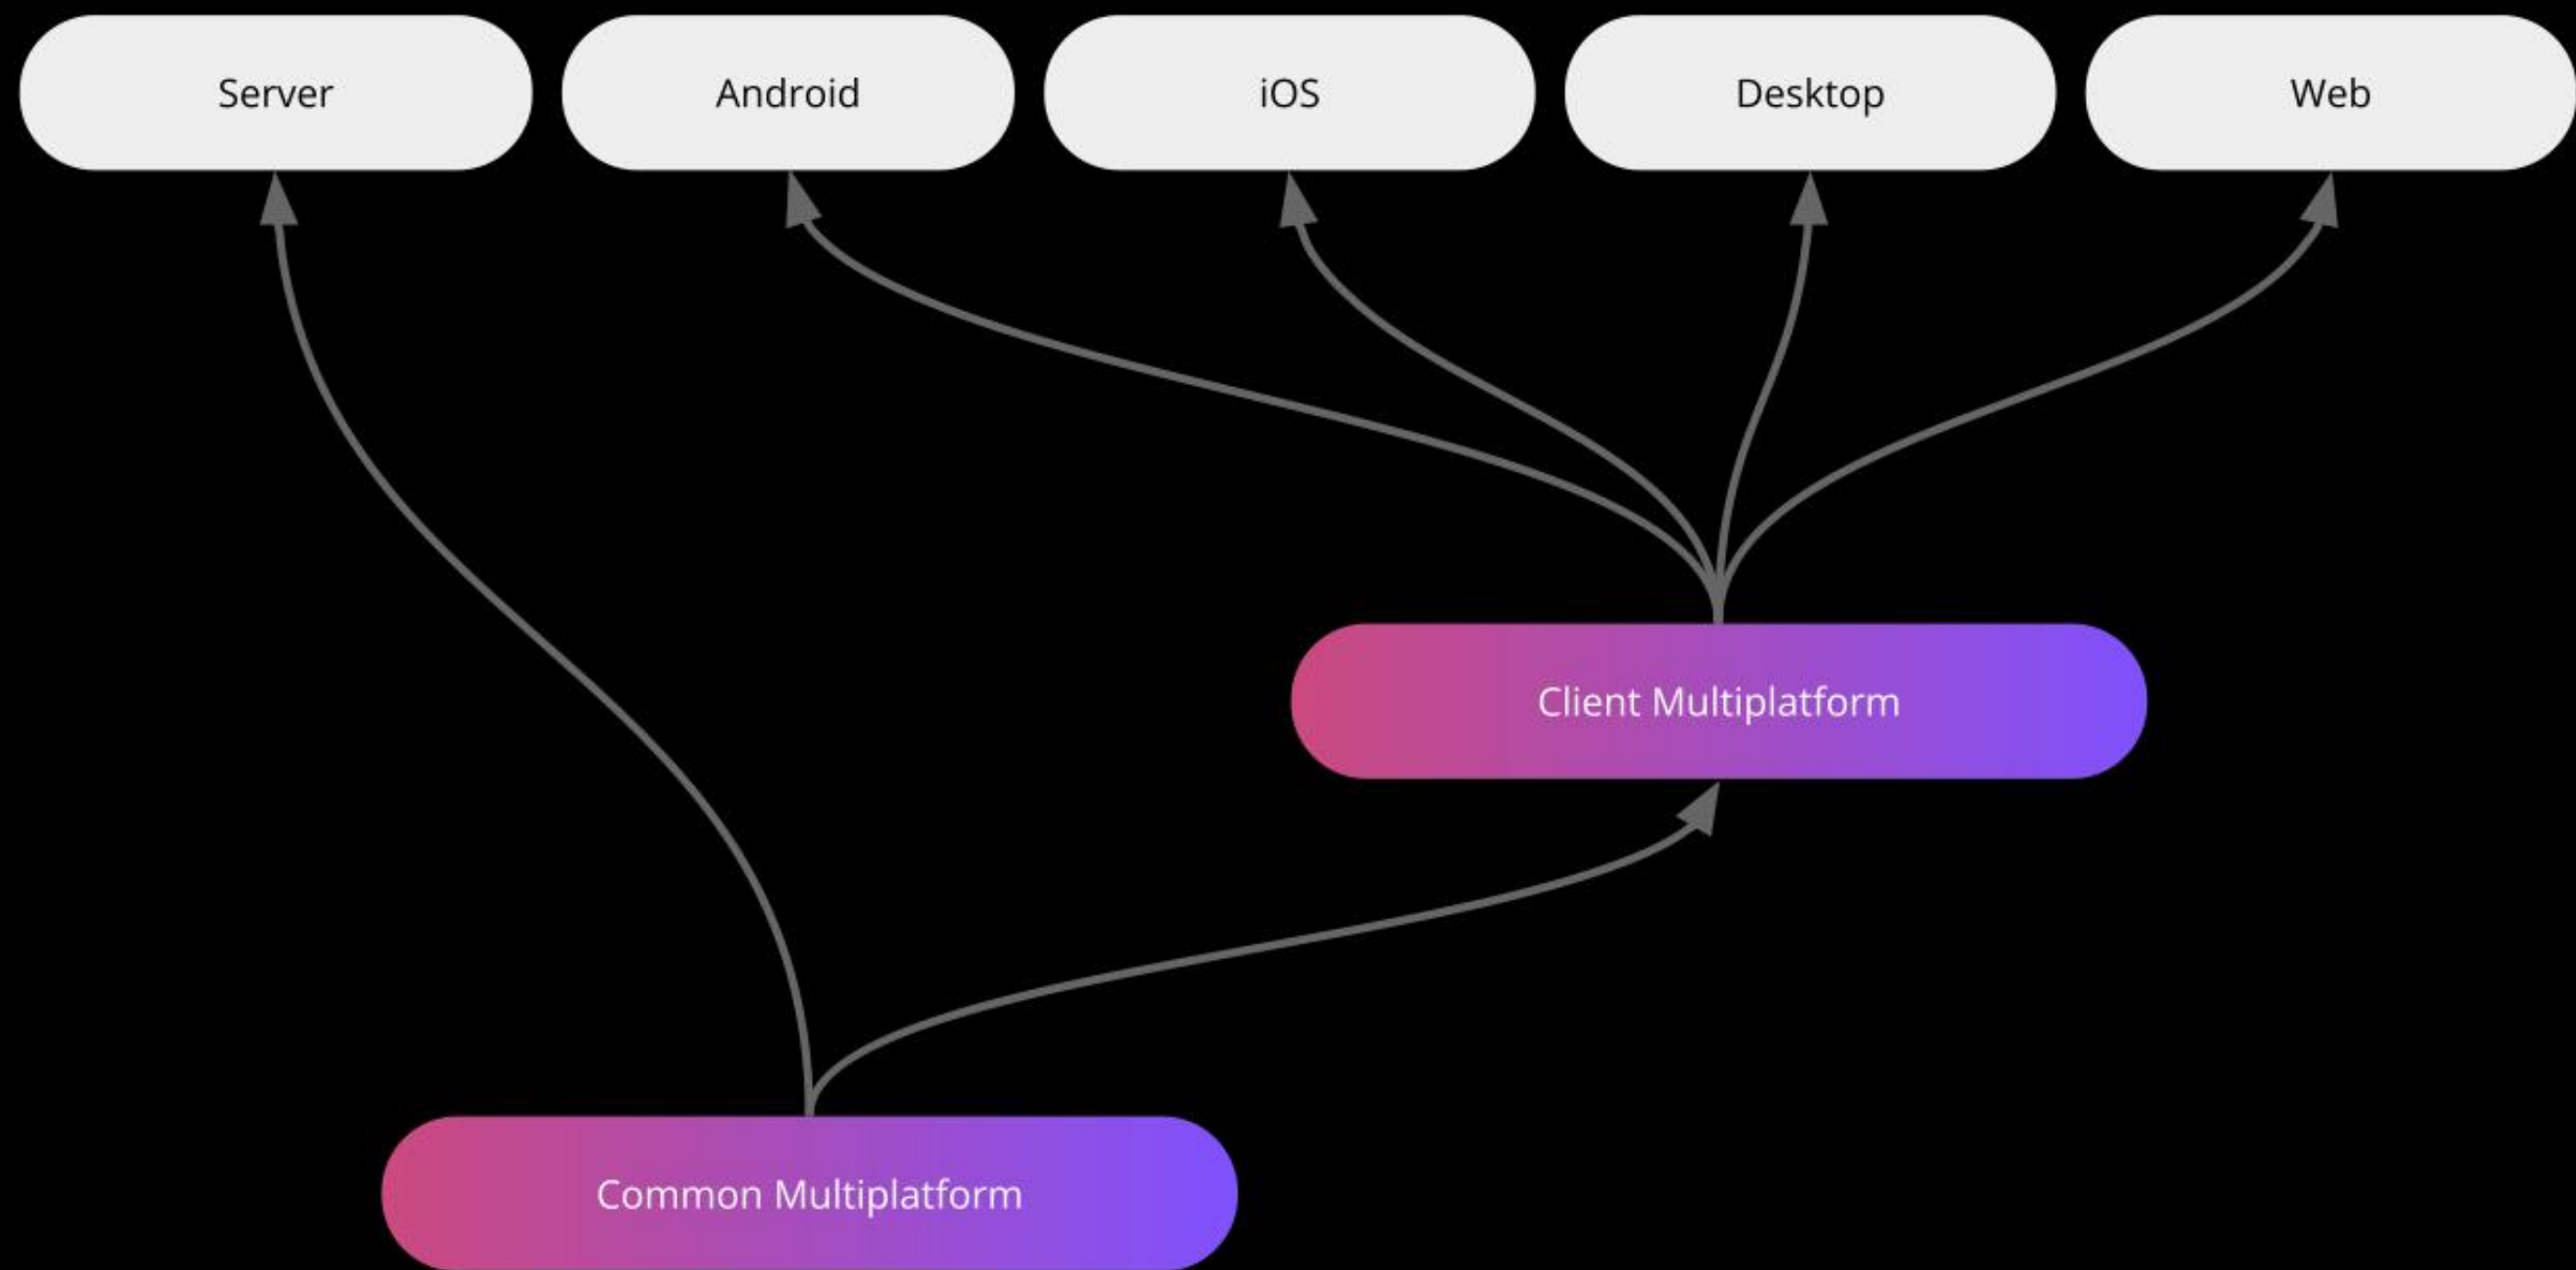 Server
Android
iOS
Desktop
Web
Client Multiplatform
Common Multiplatform